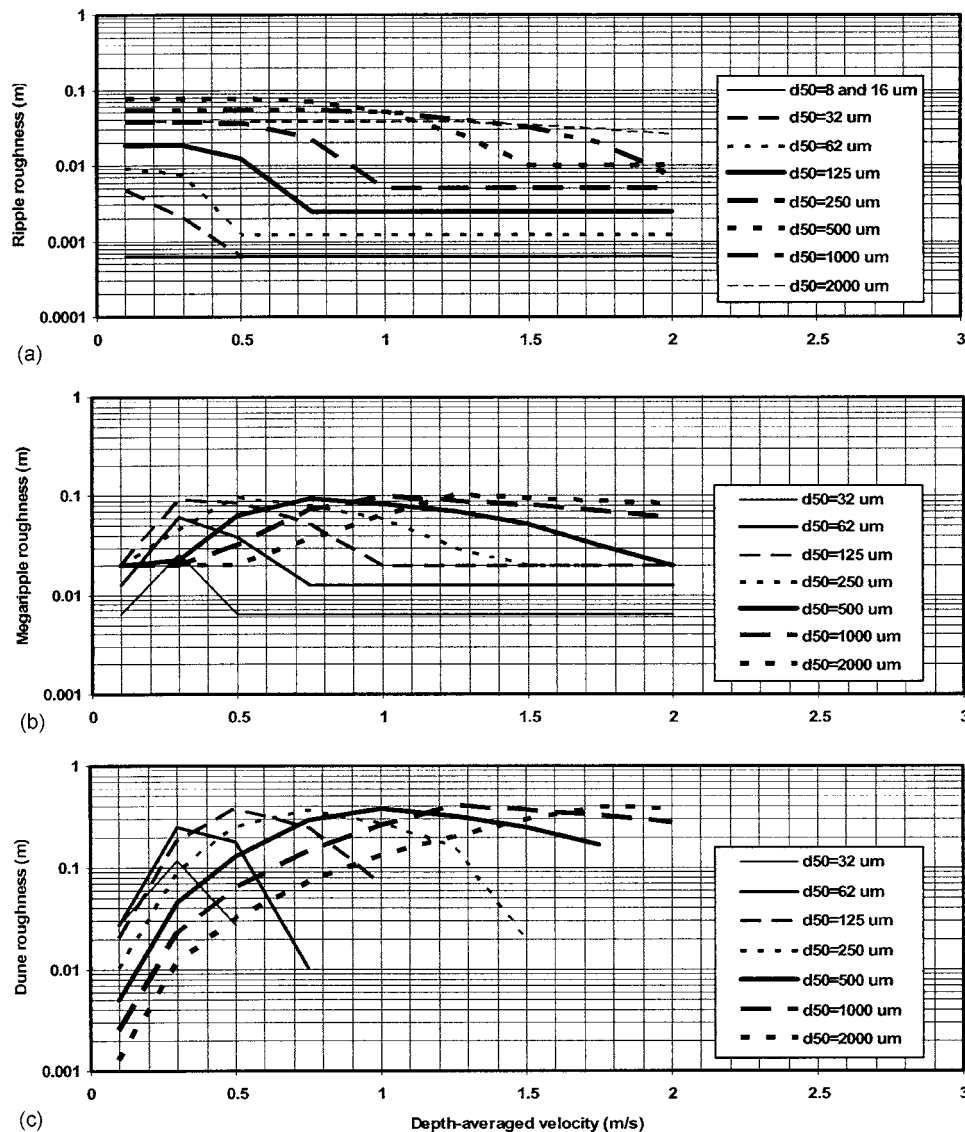 1
0.1
0.01
0.001
0.0001
Ripple roughness (m)
d50=8 and 16 um
d50=32 um
d50=62 um
d50=125 um
d50=250 um
d50=500 um
d50=1000 um
d50=2000 um
0 0.5 1 1.5 2 2.5 3
(a)
1
0.1
0.01
0.001
Megaripple roughness (m)
d50=32 um
d50=62 um
d50=125 um
d50=250 um
d50=500 um
d50=1000 um
d50=2000 um
0 0.5 1 1.5 2 2.5 3
(b)
1
0.1
0.01
0.001
Dune roughness (m)
d50=32 um
d50=62 um
d50=125 um
d50=250 um
d50=500 um
d50=1000 um
d50=2000 um
0 0.5 1 1.5 2 2.5 3
(c)
Depth-averaged velocity (m/s)